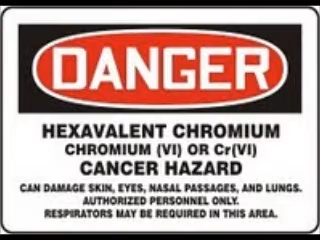 DANGER
HEXAVALENT CHROMIUM
CHROMIUM (VI) OR Cr(VI)
CANCER HAZARD
CAN DAMAGE SKIN, EYES, NASAL PASSAGES, AND LUNGS.
AUTHORIZED PERSONNEL ONLY.
RESPIRATORS MAY BE REQUIRED IN THIS AREA.